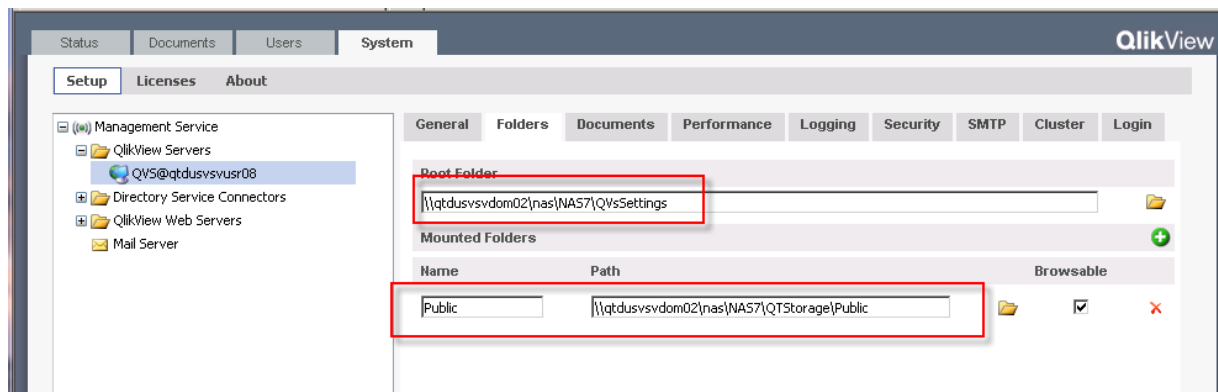 Status Documents Users System QlikView
Setup Licenses About
Management Service
QlikView Servers
QVS@qtdusvsvusr08
Directory Service Connectors
QlikView Web Servers
Mail Server
General Folders Documents Performance Logging Security SMTP Cluster Login
Root Folder
\\qtdusvsvdom02\nas\NAS7\QVsSettings
Mounted Folders
Name Path Browsable
Public \\qtdusvsvdom02\nas\NAS7\QTStorage\Public